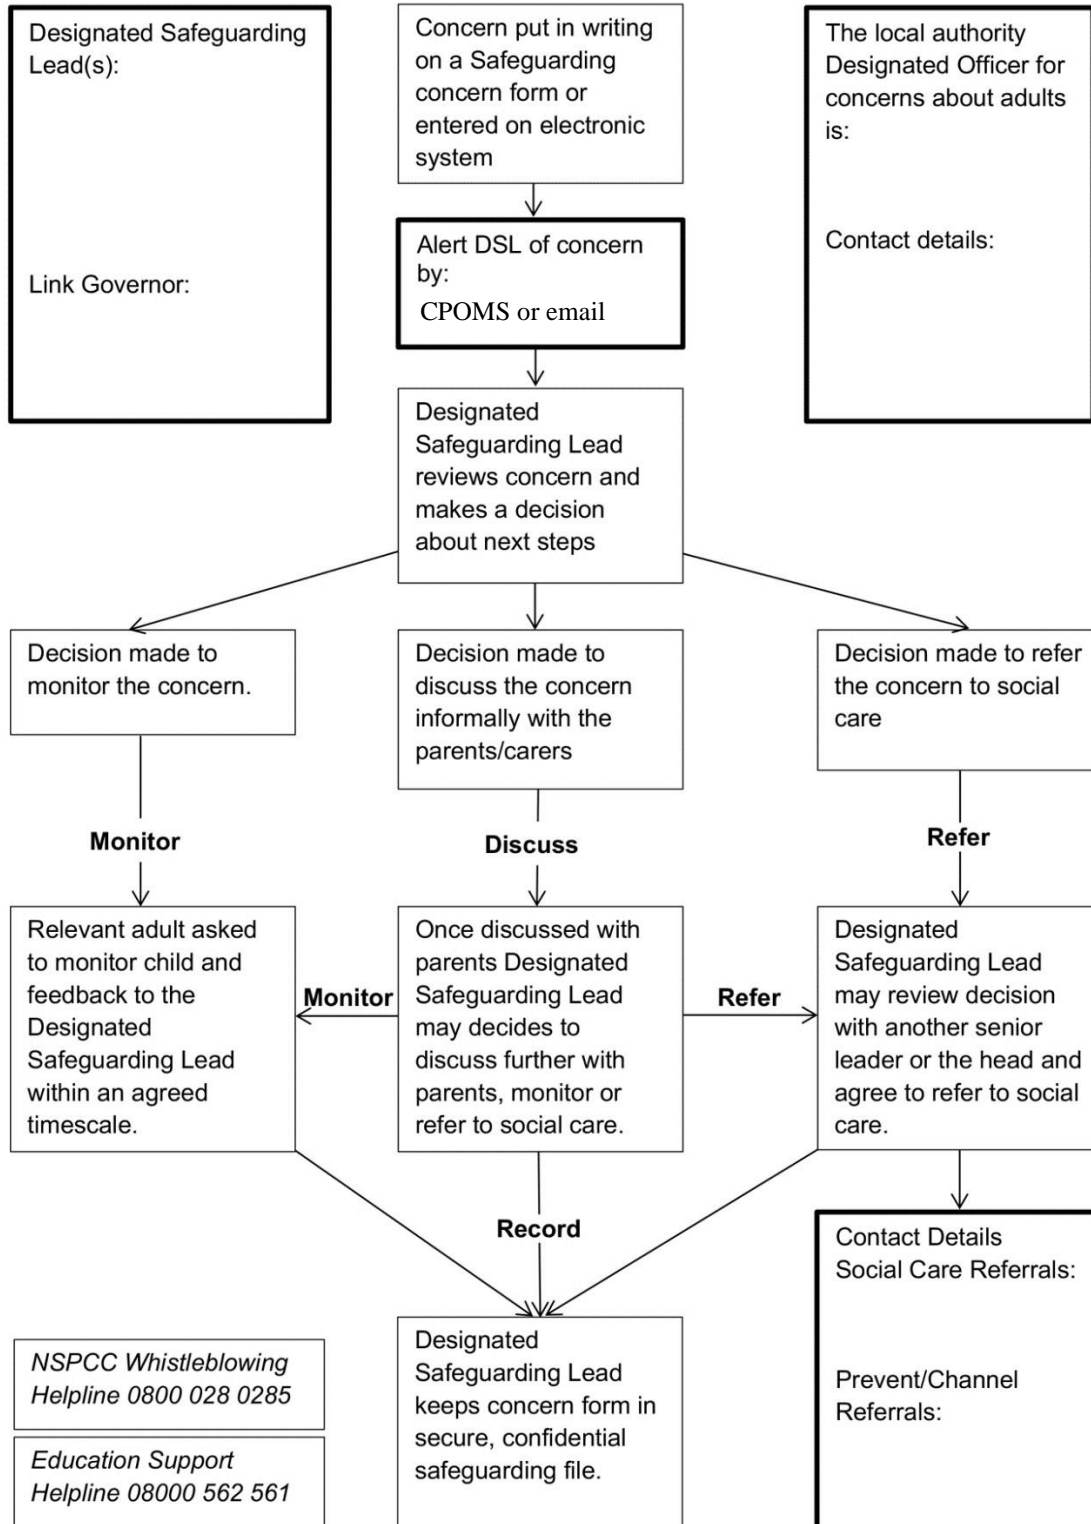 Designated Safeguarding
Lead(s):
Link Governor:
Concern put in writing
on a Safeguarding
concern form or
entered on electronic
system
The local authority
Designated Officer for
concerns about adults
is:
Contact details:
Alert DSL of concern
by:
CPOMS or email
Designated
Safeguarding Lead
reviews concern and
makes a decision
about next steps
Decision made to
monitor the concern.
Decision made to
discuss the concern
informally with the
parents/carers
Decision made to refer
the concern to social
care
Monitor
Discuss
Refer
Relevant adult asked
to monitor child and
feedback to the
Designated
Safeguarding Lead
within an agreed
timescale.
Monitor
Once discussed with
parents Designated
Safeguarding Lead
may decides to
discuss further with
parents, monitor or
refer to social care.
Refer
Designated
Safeguarding Lead
may review decision
with another senior
leader or the head and
agree to refer to social
care.
Record
Contact Details
Social Care Referrals:
Prevent/Channel
Referrals:
Designated
Safeguarding Lead
keeps concern form in
secure, confidential
safeguarding file.
NSPCC Whistleblowing
Helpline 0800 028 0285
Education Support
Helpline 08000 562 561